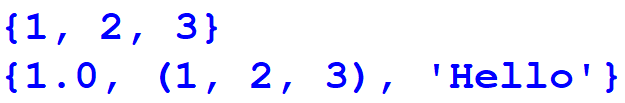 {1, 2, 3}
{1.0, (1, 2, 3), 'Hello'}